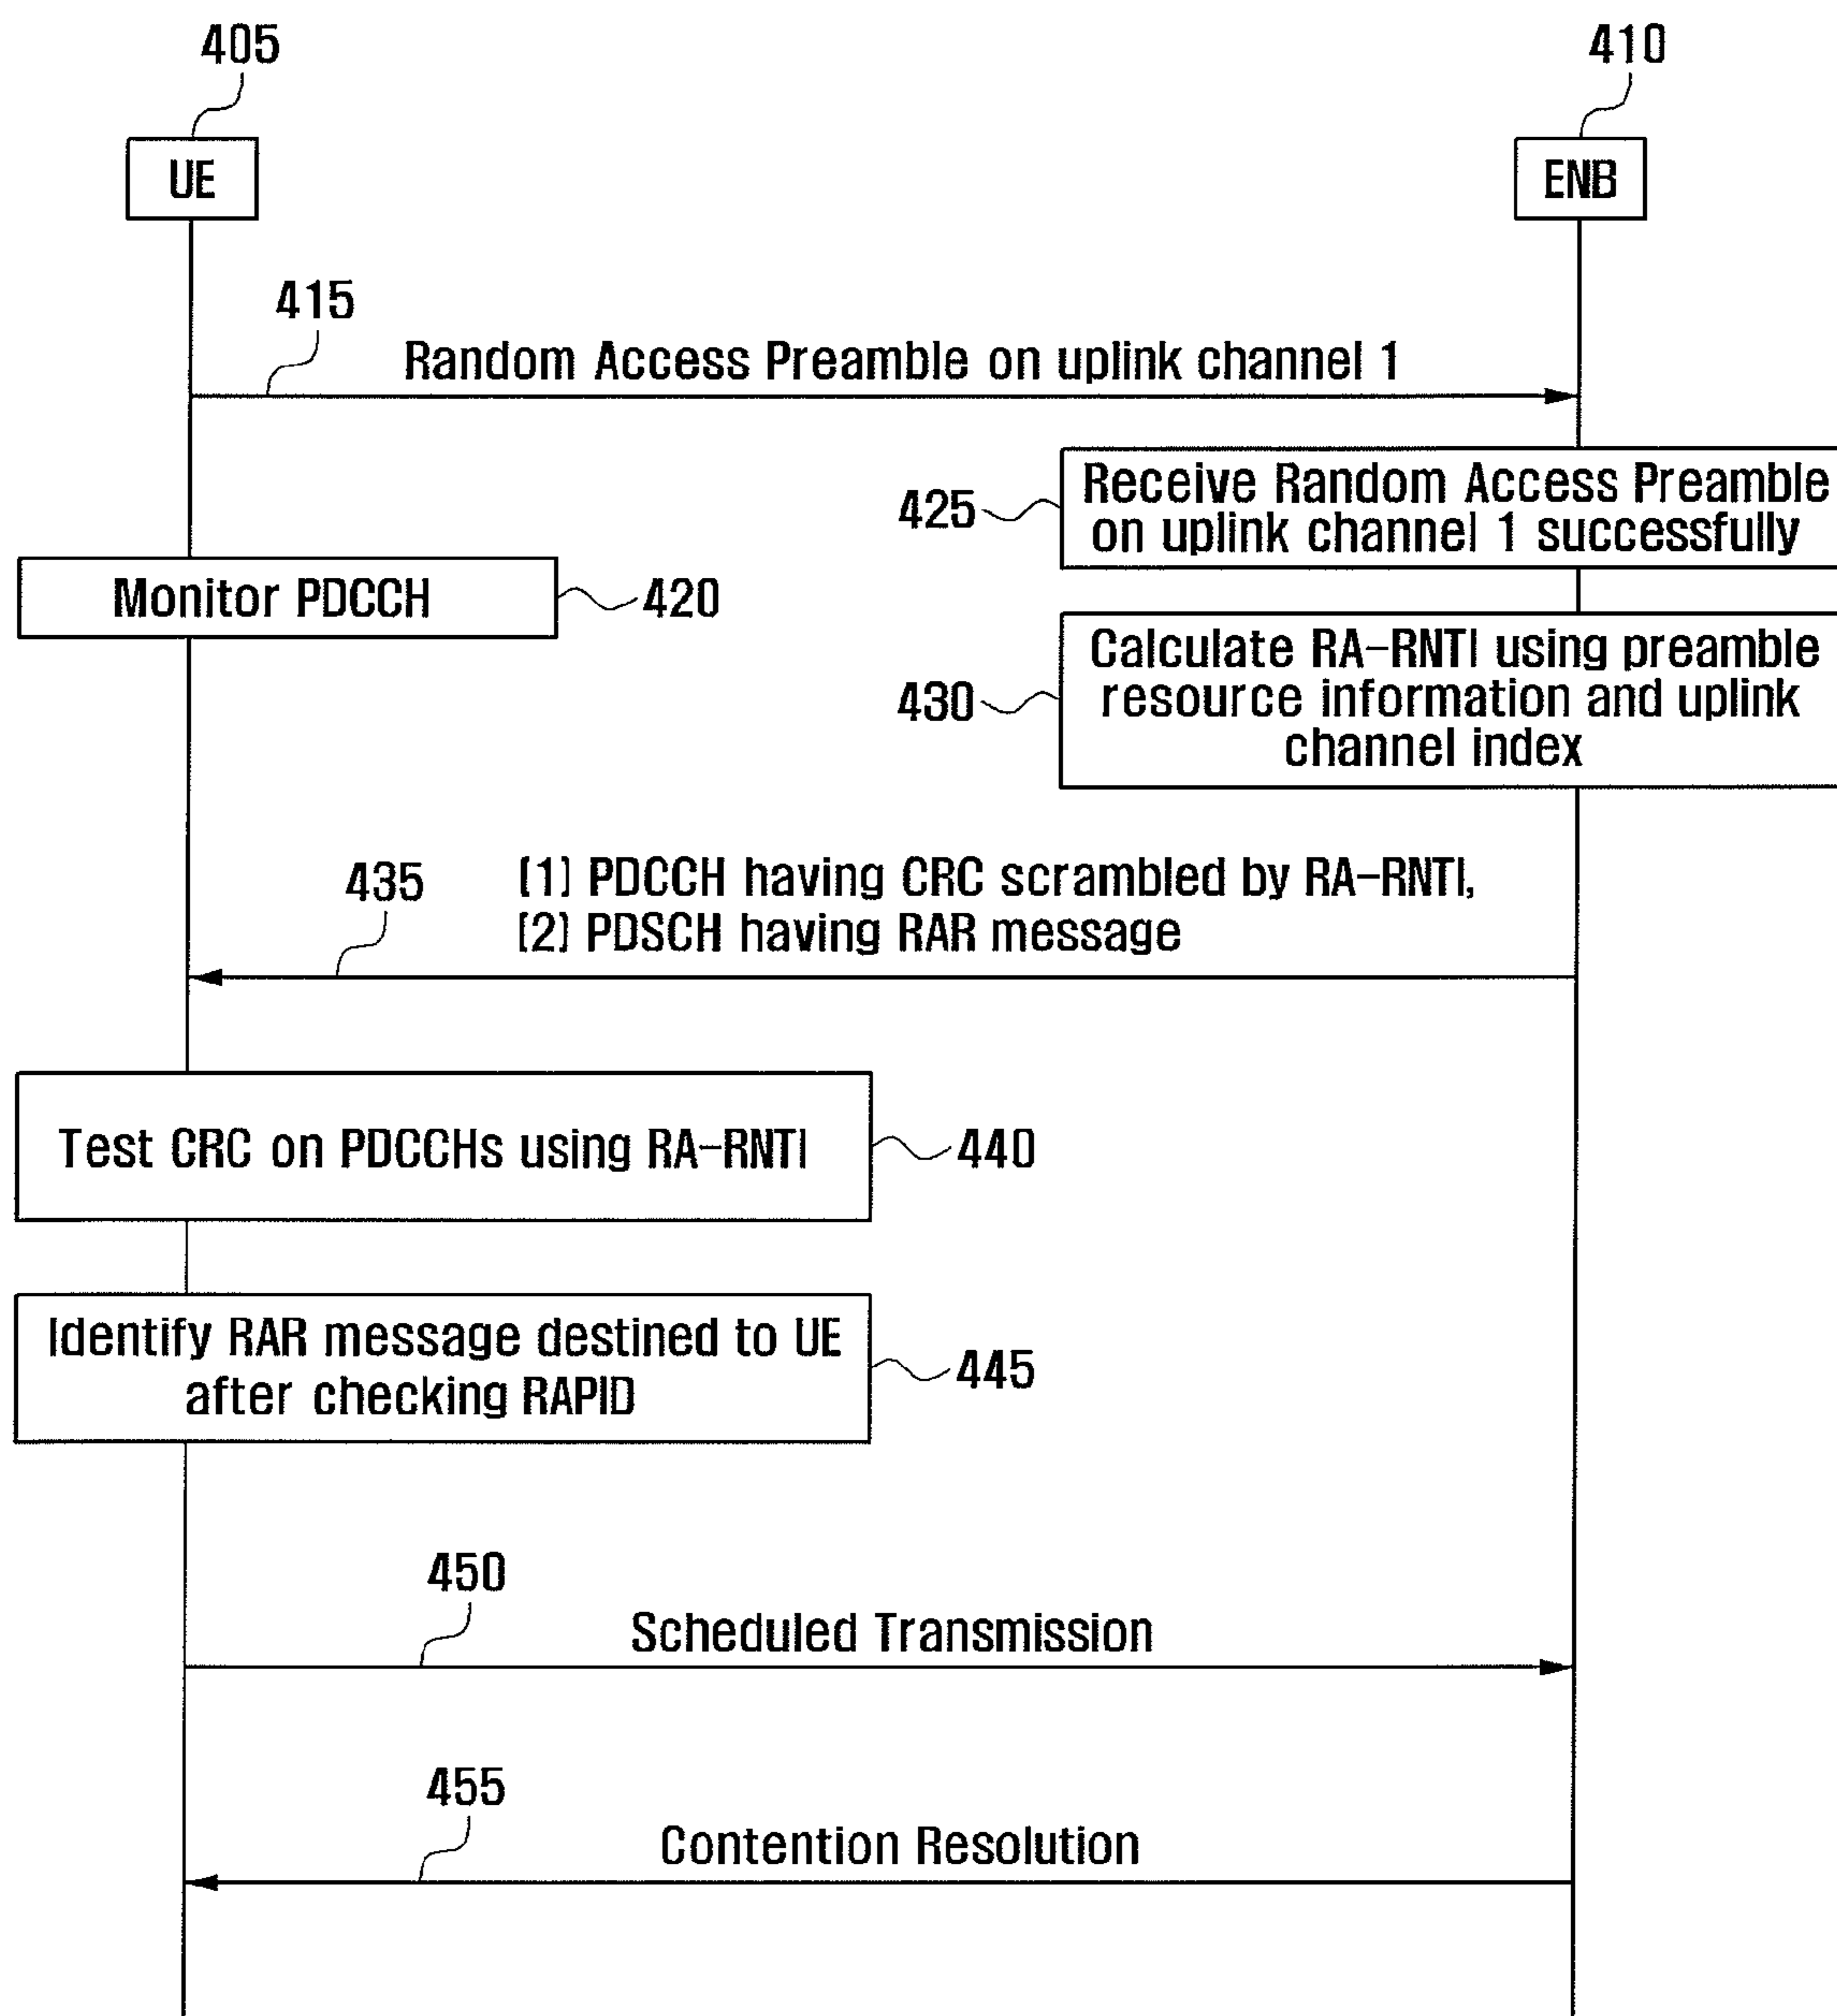 405
410
UE
ENB
415
Random Access Preamble on uplink channel 1
425
Receive Random Access Preamble
on uplink channel 1 successfully
Monitor PDCCH
420
430
Calculate RA-RNTI using preamble
resource information and uplink
channel index
435
(1) PDCCH having CRC scrambled by RA-RNTI,
(2) PDSCH having RAR message
Test CRC on PDCCHs using RA-RNTI
440
Identify RAR message destined to UE
after checking RAPID
445
450
Scheduled Transmission
455
Contention Resolution